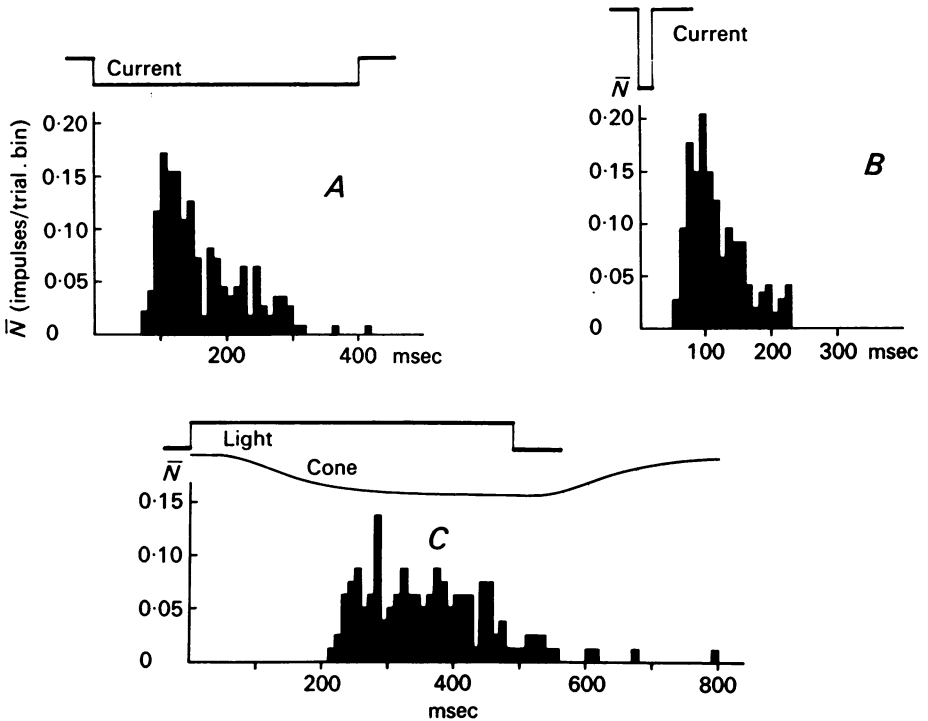 Current
N̄ (impulses/trial . bin)
0·20
0·15
0·10
0·05
0
A
200
400 msec
Current
N̄
0·20
0·15
0·10
0·05
0
B
100
200
300 msec
Light
Cone
N̄
0·15
0·10
0·05
0
C
200
400
600
800
msec